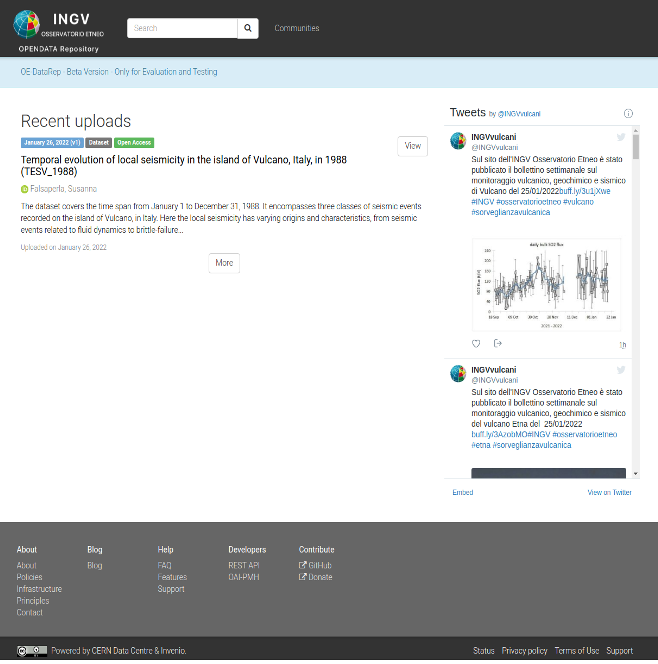 INGV
OSSERVATORIO ETNEO
OPENDATA Repository
Search
Communities
OE-DataRep - Beta Version - Only for Evaluation and Testing
Recent uploads
January 26, 2022 (v1) Dataset Open Access
View
Temporal evolution of local seismicity in the island of Vulcano, Italy, in 1988
(TESV_1988)
Falsaperla, Susanna
The dataset covers the time span from January 1 to December 31, 1988. It encompasses three classes of seismic events
recorded on the island of Vulcano, in Italy. Here the local seismicity has varying origins and characteristics, from seismic
events related to fluid dynamics to brittle-failure...
Uploaded on January 26, 2022
More
Tweets by @INGVvulcani
INGVvulcani
@INGVvulcani
Sul sito dell'INGV Osservatorio Etneo è stato
pubblicato il bollettino settimanale sul
monitoraggio vulcanico, geochimico e sismico
di Vulcano del 25/01/2022buff.ly/3u1jXwe
#INGV #osservatorioetneo #vulcano
#sorveglianzavulcanica
daily bulk SO2 flux
2021 - 2022
1h
INGVvulcani
@INGVvulcani
Sul sito dell'INGV Osservatorio Etneo è stato
pubblicato il bollettino settimanale sul
monitoraggio vulcanico, geochimico e sismico
del vulcano Etna del 25/01/2022
buff.ly/3AzobMO#INGV #osservatorioetneo
#etna #sorveglianzavulcanica
Embed
View on Twitter
About
About
Policies
Infrastructure
Principles
Contact
Blog
Blog
Help
FAQ
Features
Support
Developers
REST API
OAI-PMH
Contribute
GitHub
Donate
Powered by CERN Data Centre & Invenio.
Status Privacy policy Terms of Use Support